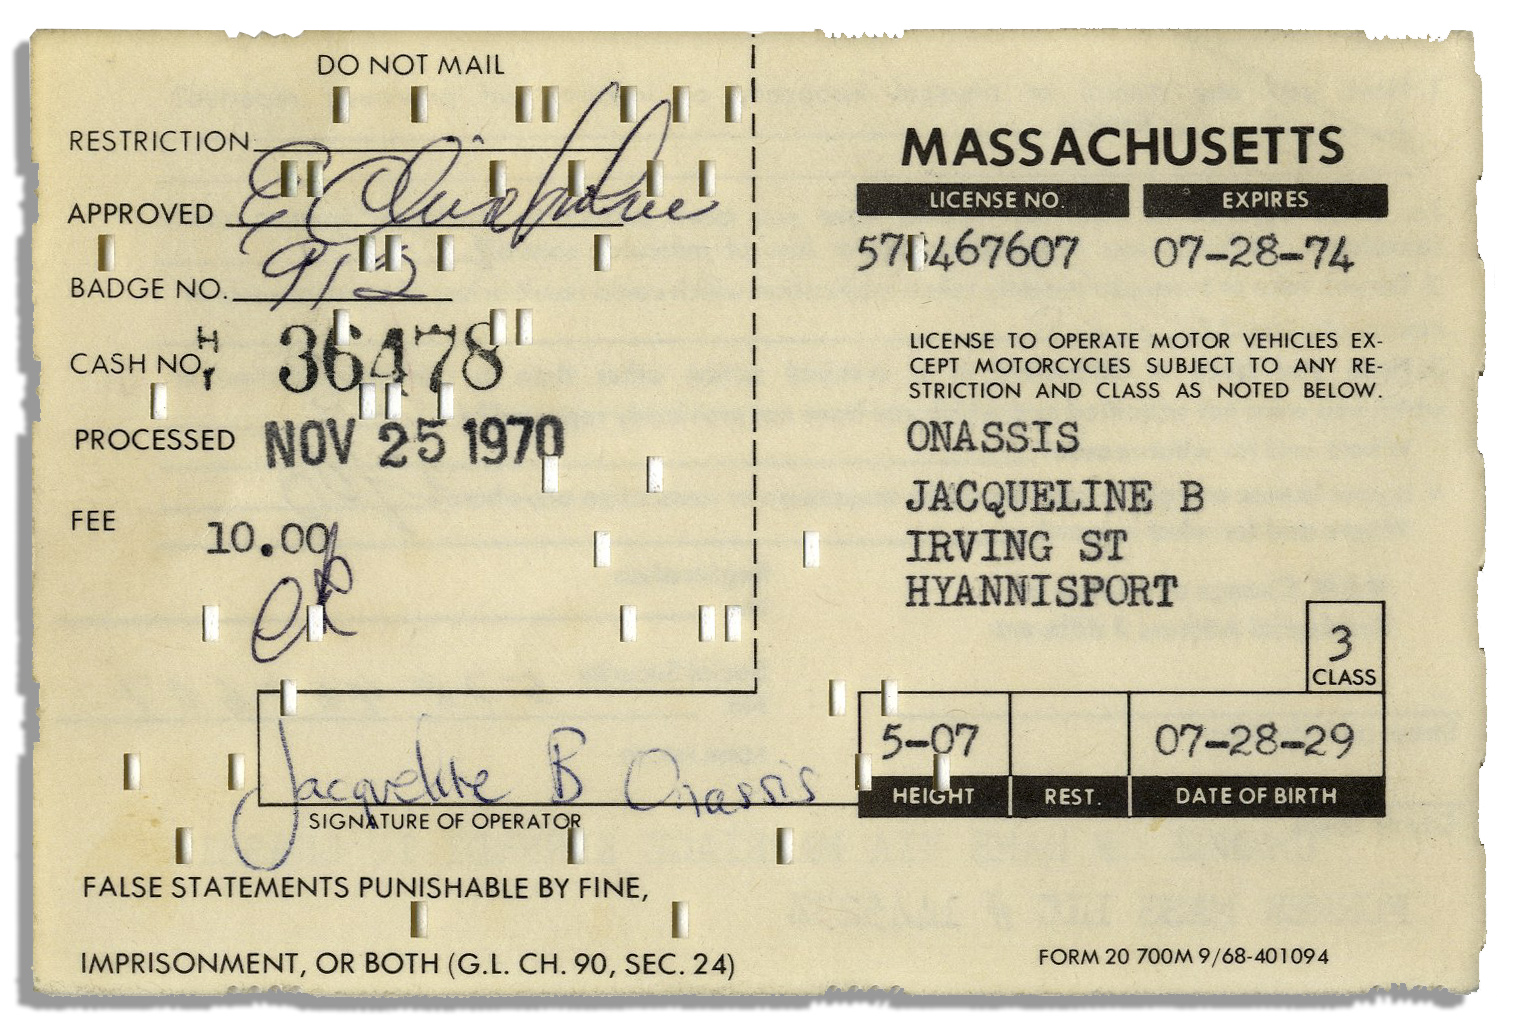 DO NOT MAIL
RESTRICTION
APPROVED
BADGE NO. 912
CASH NO. H Y 36478
PROCESSED NOV 25 1970
FEE 10.00
SIGNATURE OF OPERATOR
Jacqueline B Onassis
FALSE STATEMENTS PUNISHABLE BY FINE,
IMPRISONMENT, OR BOTH (G.L. CH. 90, SEC. 24)
MASSACHUSETTS
LICENSE NO. EXPIRES
07-28-74
LICENSE TO OPERATE MOTOR VEHICLES EX-
CEPT MOTORCYCLES SUBJECT TO ANY RE-
STRICTION AND CLASS AS NOTED BELOW.
ONASSIS
JACQUELINE B
IRVING ST
HYANNISPORT
3
CLASS
5-07 07-28-29
HEIGHT REST. DATE OF BIRTH
FORM 20 700M 9/68-401094